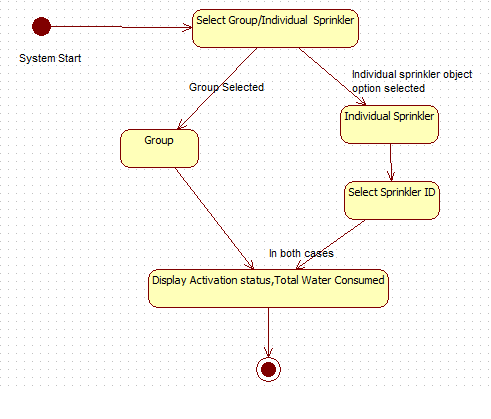 Select Group/Individual  Sprinkler
System Start
Individual sprinkler object
option selected
Group Selected
Individual Sprinkler
Group
Select Sprinkler ID
In both cases
Display Activation status,Total Water Consumed